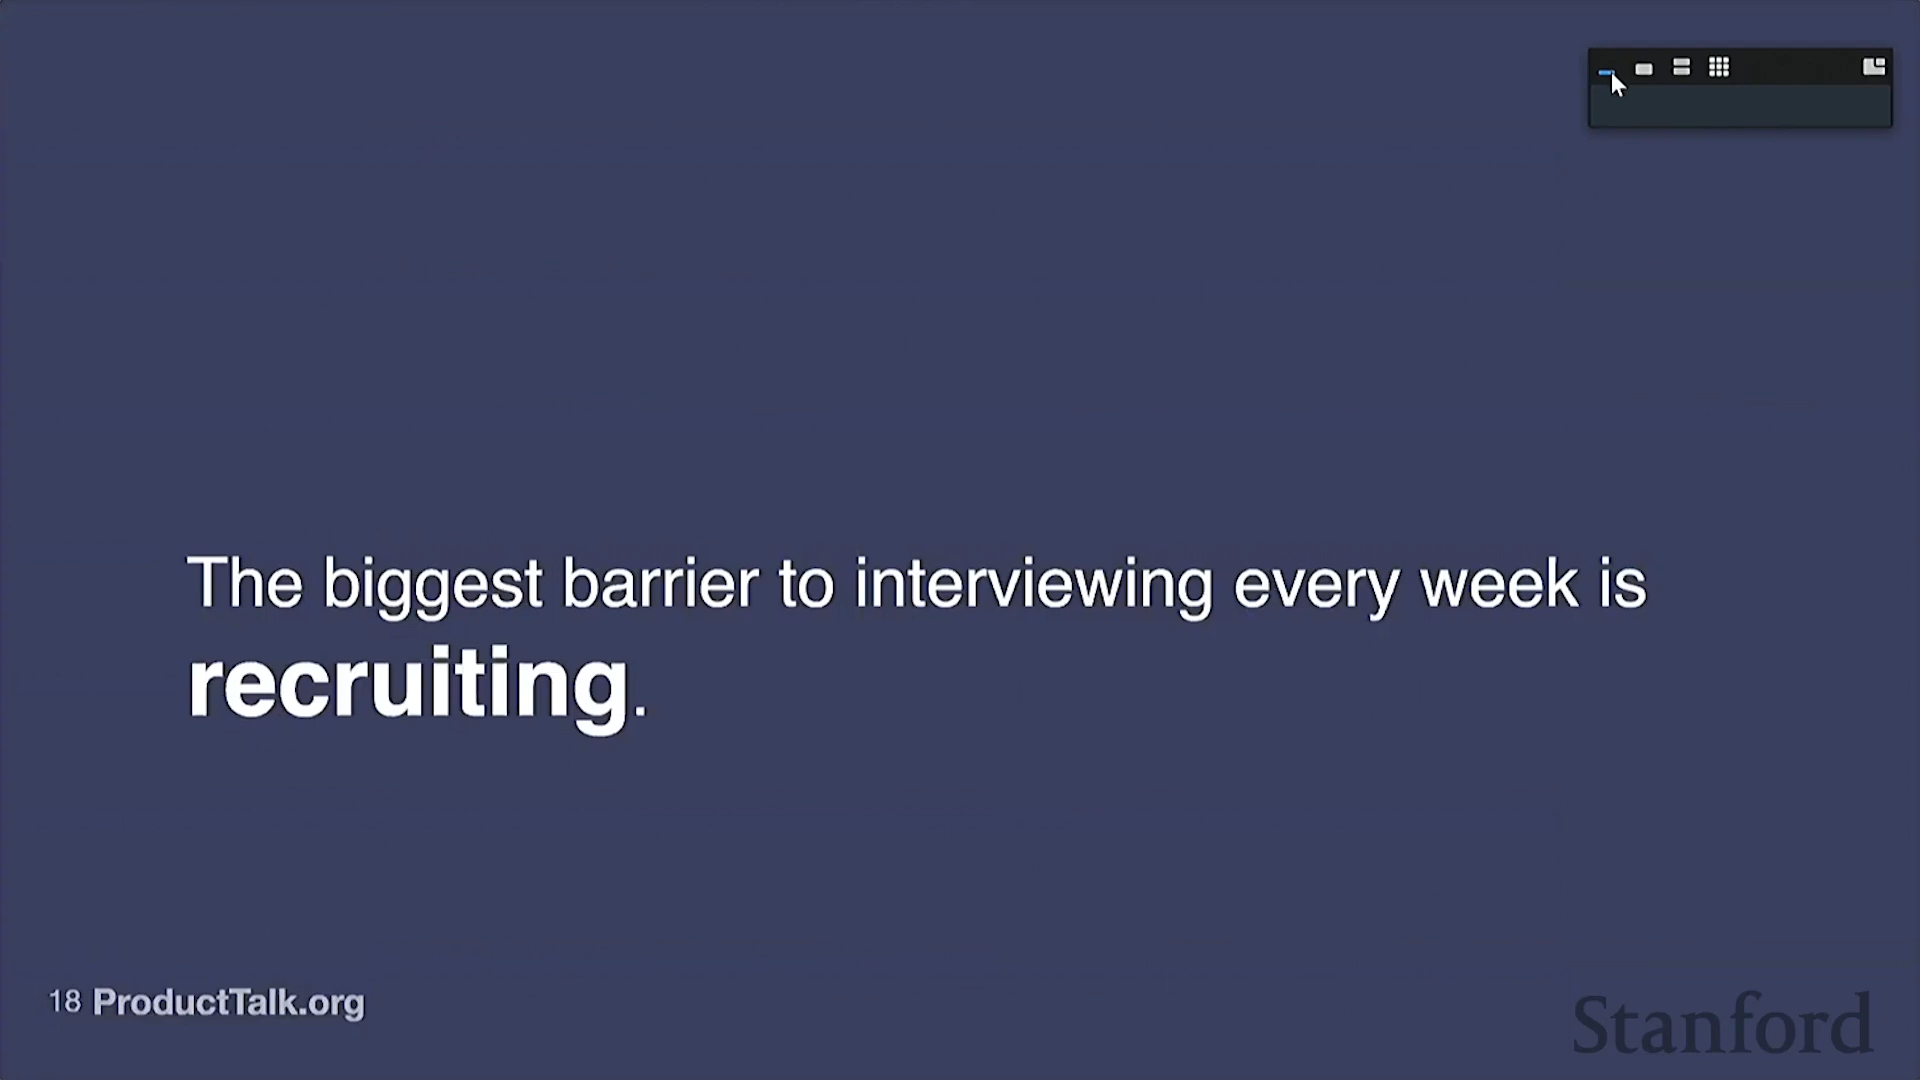 The biggest barrier to interviewing every week is
recruiting.
18 ProductTalk.org
Stanford